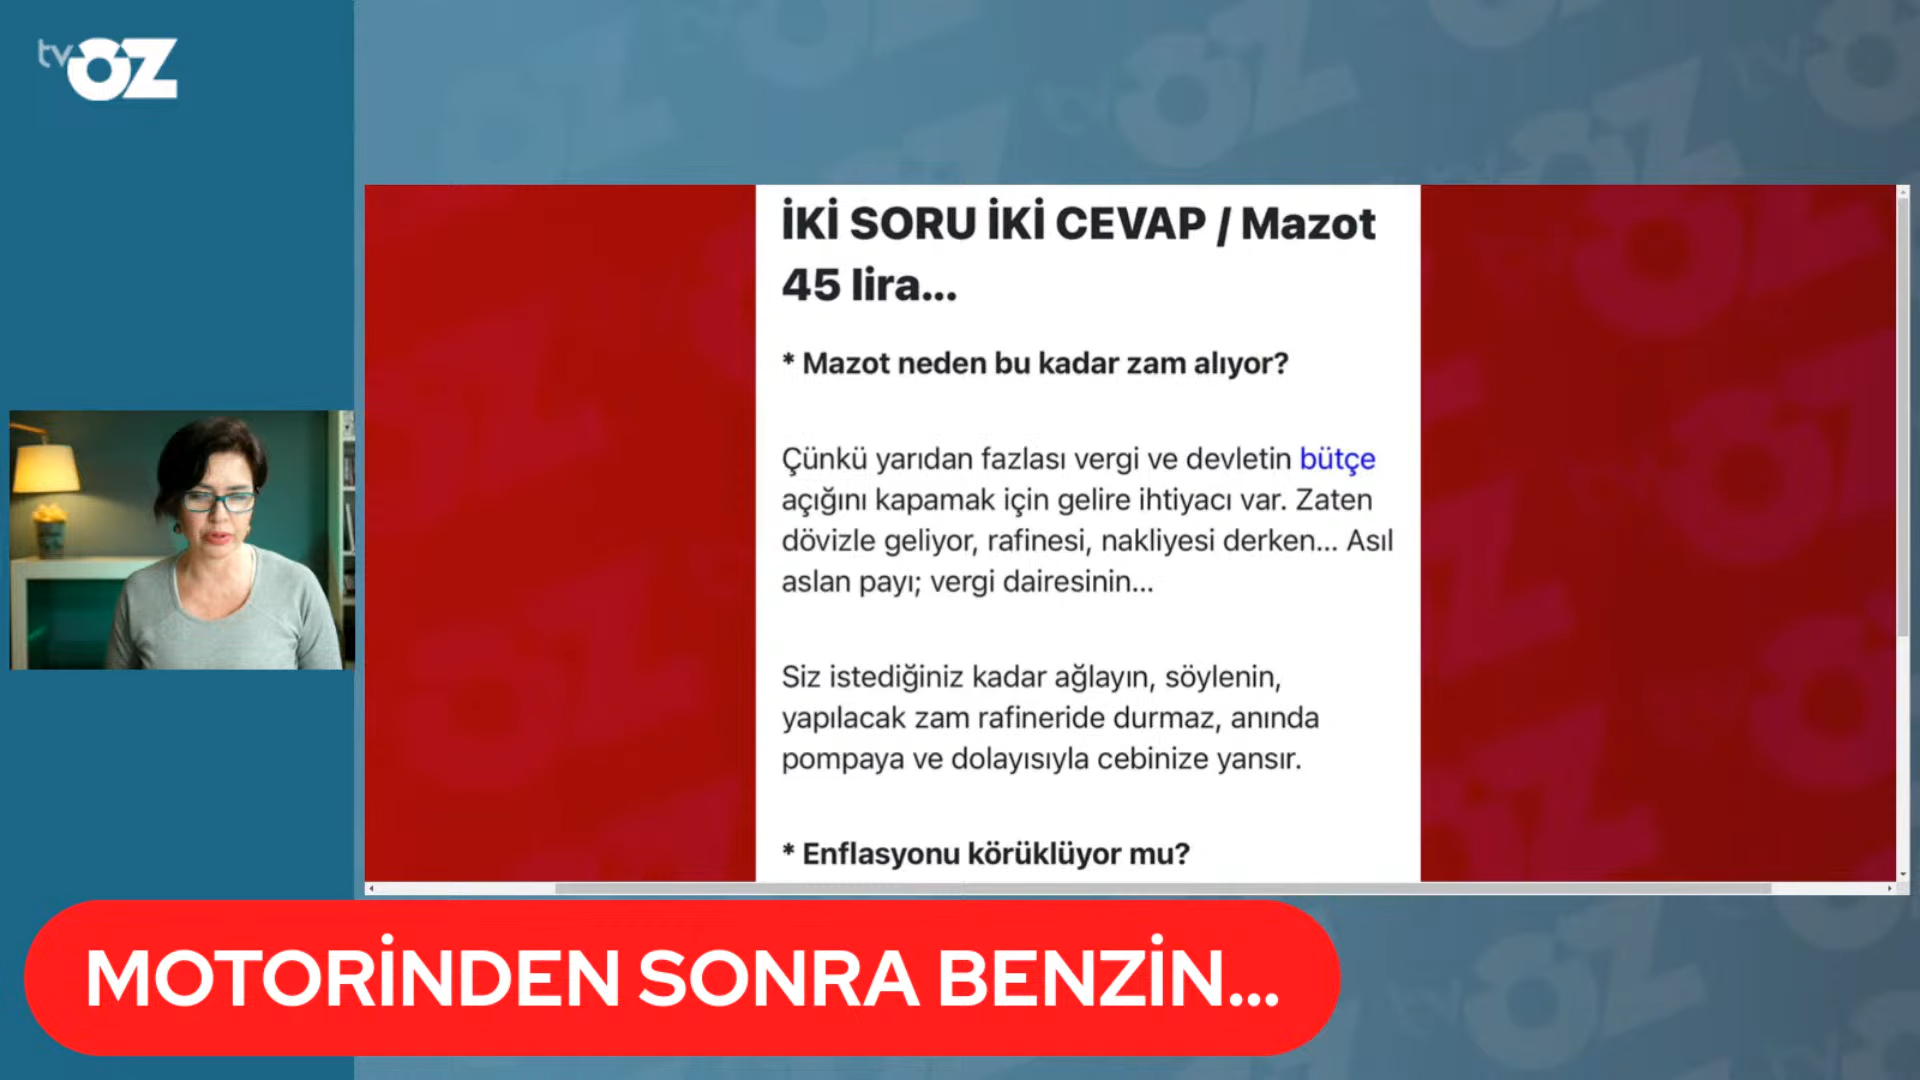 tv
ÖZ
İKİ SORU İKİ CEVAP / Mazot
45 lira...
* Mazot neden bu kadar zam alıyor?
Çünkü yarıdan fazlası vergi ve devletin bütçe
açığını kapamak için gelire ihtiyacı var. Zaten
dövizle geliyor, rafinesi, nakliyesi derken... Asıl
aslan payı; vergi dairesinin...
Siz istediğiniz kadar ağlayın, söylenin,
yapılacak zam rafineride durmaz, anında
pompaya ve dolayısıyla cebinize yansır.
* Enflasyonu körüklüyor mu?
MOTORİNDEN SONRA BENZİN...